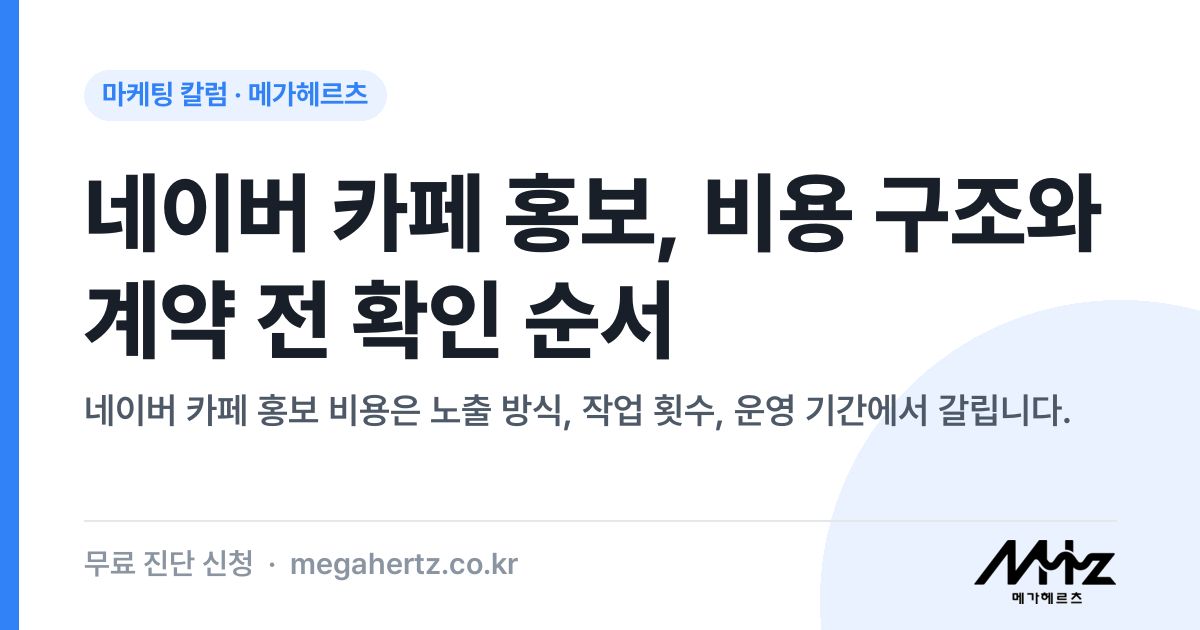 마케팅 칼럼 · 메가헤르츠
네이버 카페 홍보, 비용 구조와
계약 전 확인 순서
네이버 카페 홍보 비용은 노출 방식, 작업 횟수, 운영 기간에서 갈립니다.
무료 진단 신청 · megahertz.co.kr
MHz
메가헤르츠